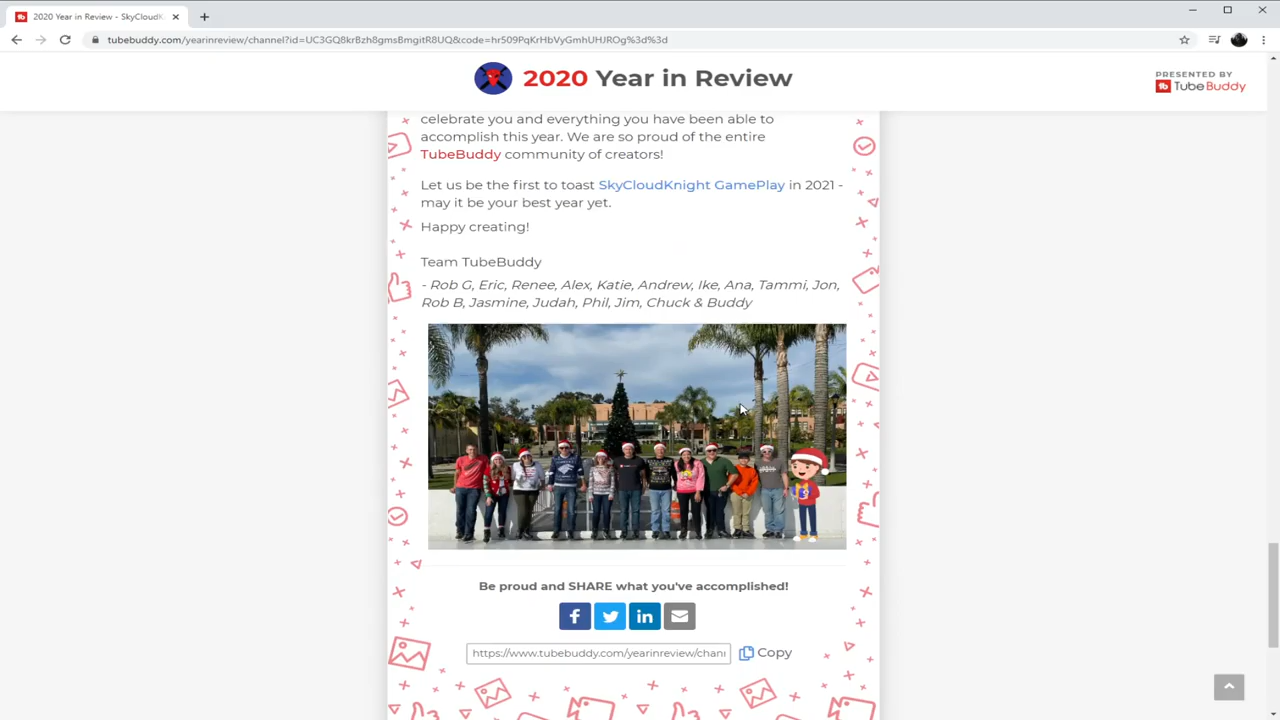 2020 Year in Review - SkyCloudK
tubebuddy.com/yearinreview/channel?id=UC3GQ8krBzh8gmsBmgitR8UQ&code=hr509PqKrHbVyGmhUHJROg%3d%3d
2020 Year in Review
PRESENTED BY
TubeBuddy
celebrate you and everything you have been able to
accomplish this year. We are so proud of the entire
TubeBuddy community of creators!
Let us be the first to toast SkyCloudKnight GamePlay in 2021 -
may it be your best year yet.
Happy creating!
Team TubeBuddy
- Rob G, Eric, Renee, Alex, Katie, Andrew, Ike, Ana, Tammi, Jon,
Rob B, Jasmine, Judah, Phil, Jim, Chuck & Buddy
Be proud and SHARE what you've accomplished!
https://www.tubebuddy.com/yearinreview/chann
Copy